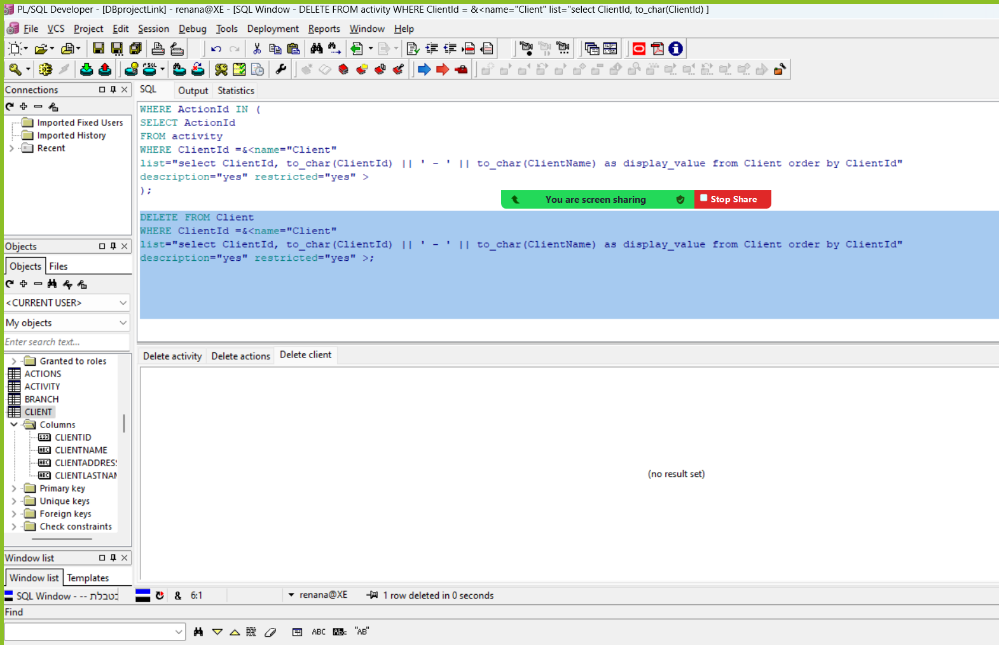 PL/SQL Developer - [DBprojectLink] - renana@XE - [SQL Window - DELETE FROM activity WHERE ClientId = &<name="Client" list="select ClientId, to_char(ClientId) ]
File VCS Project Edit Session Debug Tools Deployment Reports Window Help
SQL
Connections
SQL Output Statistics
Imported Fixed Users
Imported History
Recent
WHERE ActionId IN (
SELECT ActionId
FROM activity
WHERE ClientId =&<name="Client"
list="select ClientId, to_char(ClientId) || ' - ' || to_char(ClientName) as display_value from Client order by ClientId"
description="yes" restricted="yes" >
);
You are screen sharing Stop Share
DELETE FROM Client
WHERE ClientId =&<name="Client"
list="select ClientId, to_char(ClientId) || ' - ' || to_char(ClientName) as display_value from Client order by ClientId"
description="yes" restricted="yes" >;
Objects
Objects Files
<CURRENT USER>
My objects
Enter search text...
Granted to roles
ACTIONS
ACTIVITY
BRANCH
CLIENT
Columns
123 CLIENTID
ABC CLIENTNAME
ABC CLIENTADDRES
ABC CLIENTLASTNAM
Primary key
Unique keys
Foreign keys
Check constraints
Delete activity Delete actions Delete client
(no result set)
Window list
Window list Templates
SQL Window - -- בטבלת
& 6:1 renana@XE 1 row deleted in 0 seconds
Find
ABC AB "AB"